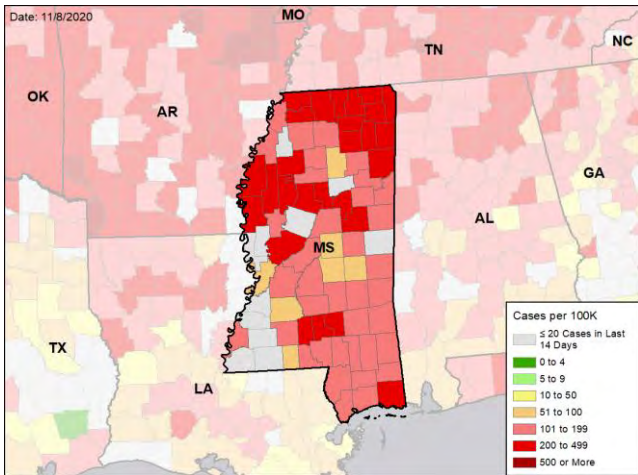 Date: 11/8/2020
MO
NC
TN
OK
AR
GA
AL
MS
TX
LA
Cases per 100K
≤ 20 Cases in Last
14 Days
0 to 4
5 to 9
10 to 50
51 to 100
101 to 199
200 to 499
500 or More